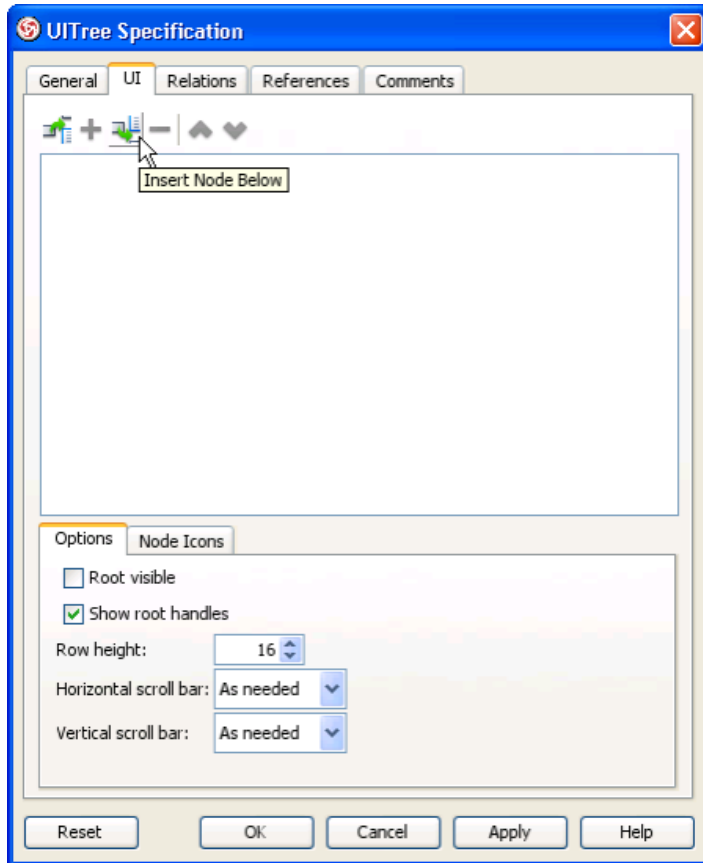 UITree Specification
General UI Relations References Comments
Insert Node Below
Options Node Icons
Root visible
Show root handles
Row height: 16
Horizontal scroll bar: As needed
Vertical scroll bar: As needed
Reset OK Cancel Apply Help